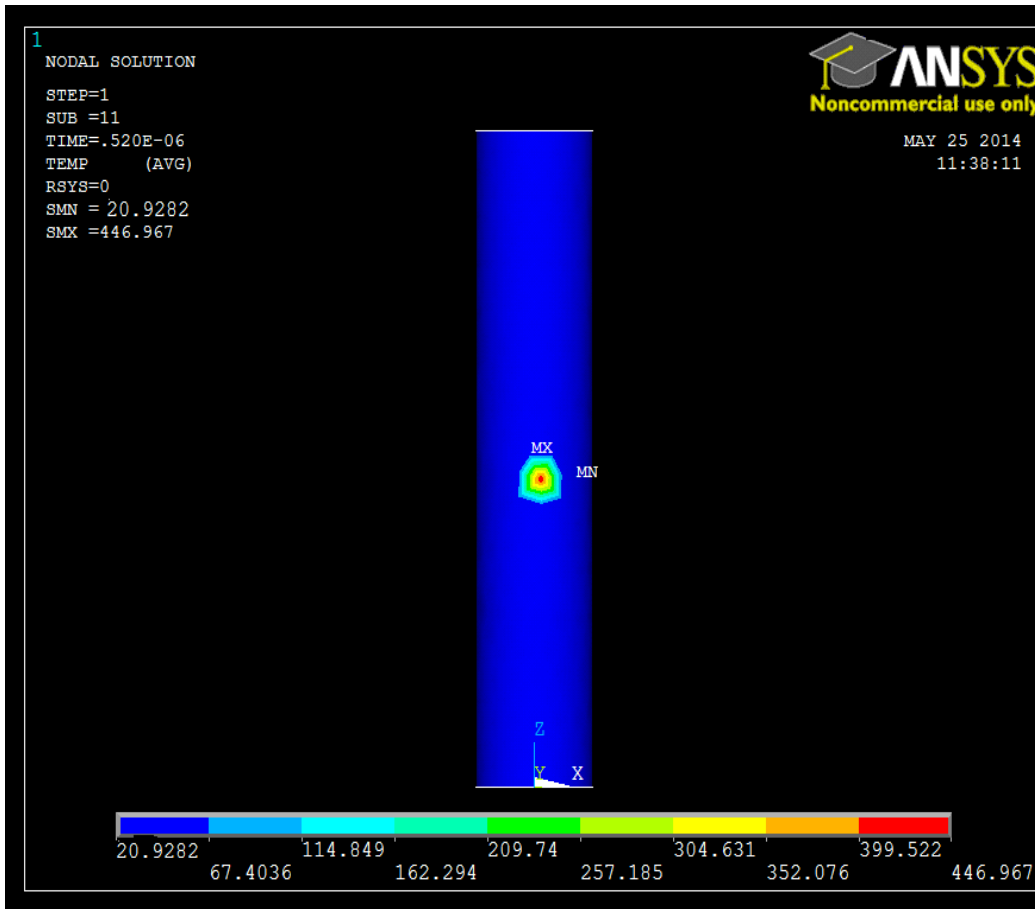 1
NODAL SOLUTION
STEP=1
SUB =11
TIME=.520E-06
TEMP (AVG)
RSYS=0
SMN = 20.9282
SMX =446.967
ANSYS
Noncommercial use only
MAY 25 2014
11:38:11
MX
MN
Z
Y X
20.9282 114.849 209.74 304.631 399.522
67.4036 162.294 257.185 352.076 446.967